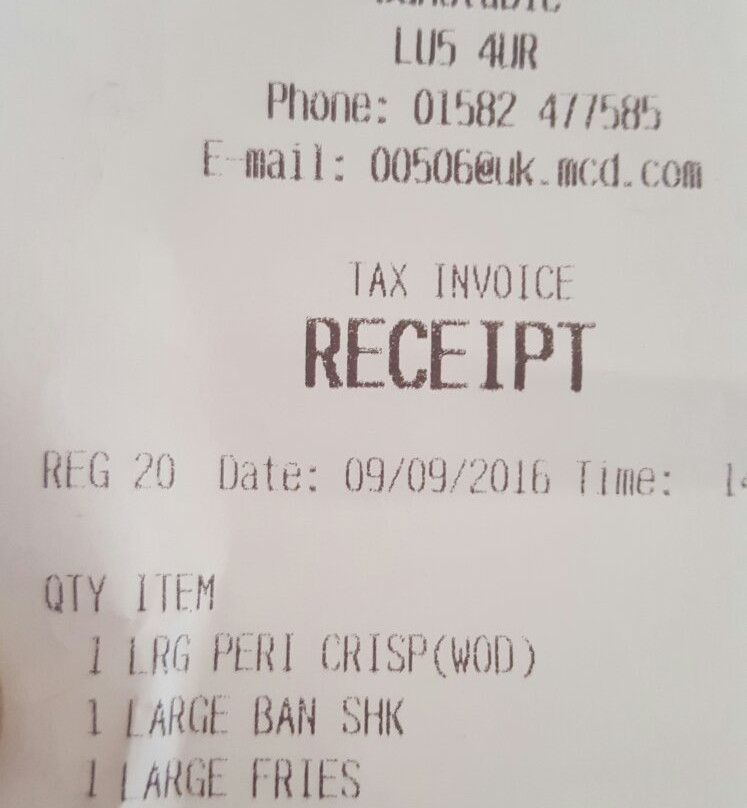 LU5 4UR
Phone: 01582 477585
E-mail: 00506@uk.mcd.com
TAX INVOICE
RECEIPT
REG 20 Date: 09/09/2016 Time:
QTY ITEM
1 LRG PERI CRISP(WOD)
1 LARGE BAN SHK
1 LARGE FRIES